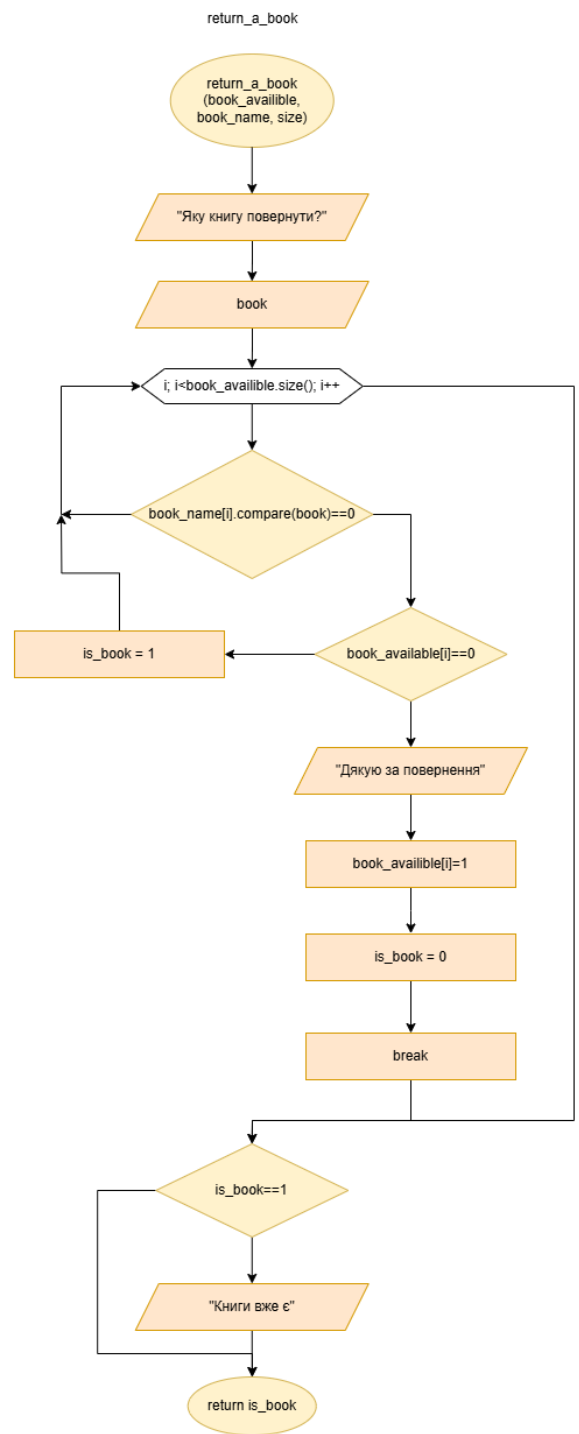 return_a_book
return_a_book
(book_availible,
book_name, size)
"Яку книгу повернути?"
book
i; i<book_availible.size(); i++
book_name[i].compare(book)==0
is_book = 1
book_available[i]==0
"Дякую за повернення"
book_availible[i]=1
is_book = 0
break
is_book==1
"Книги вже є"
return is_book